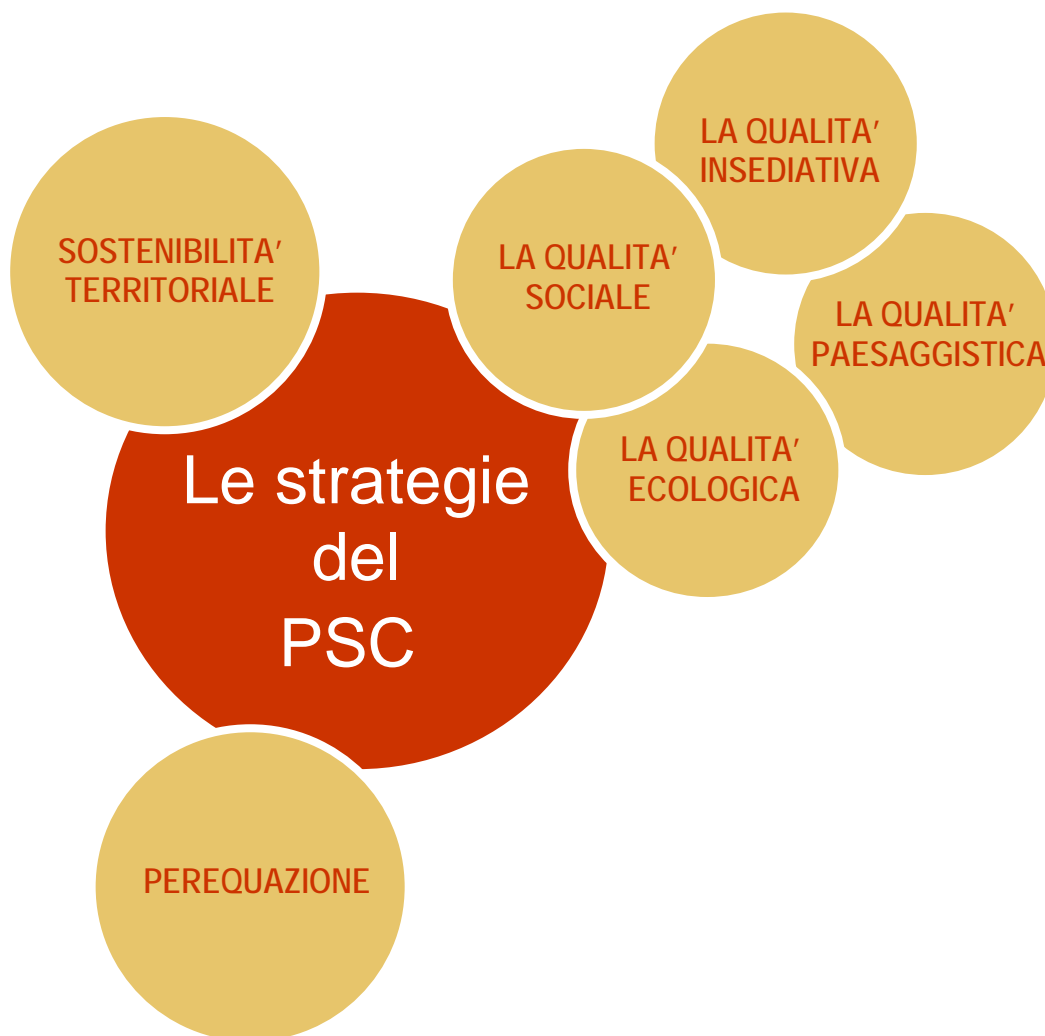 LA QUALITA'
INSEDIATIVA
SOSTENIBILITA'
TERRITORIALE
LA QUALITA'
SOCIALE
LA QUALITA'
PAESAGGISTICA
LA QUALITA'
ECOLOGICA
Le strategie
del
PSC
PEREQUAZIONE